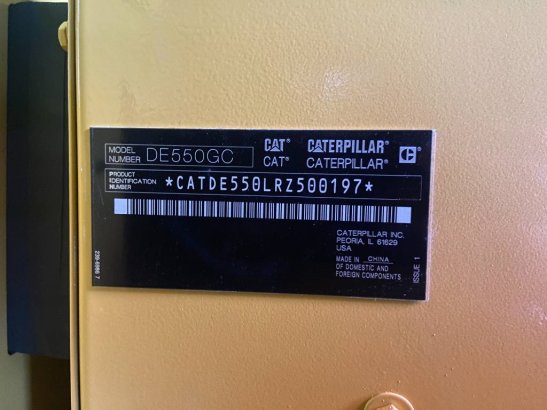 MODEL NUMBER DE550GC
CAT® CATERPILLAR®
CAT® CATERPILLAR®
PRODUCT IDENTIFICATION NUMBER *CATDE550LRZ500197*
CATERPILLAR INC.
PEORIA, IL 61629
USA
MADE IN CHINA
OF DOMESTIC AND
FOREIGN COMPONENTS
ISSUE 1